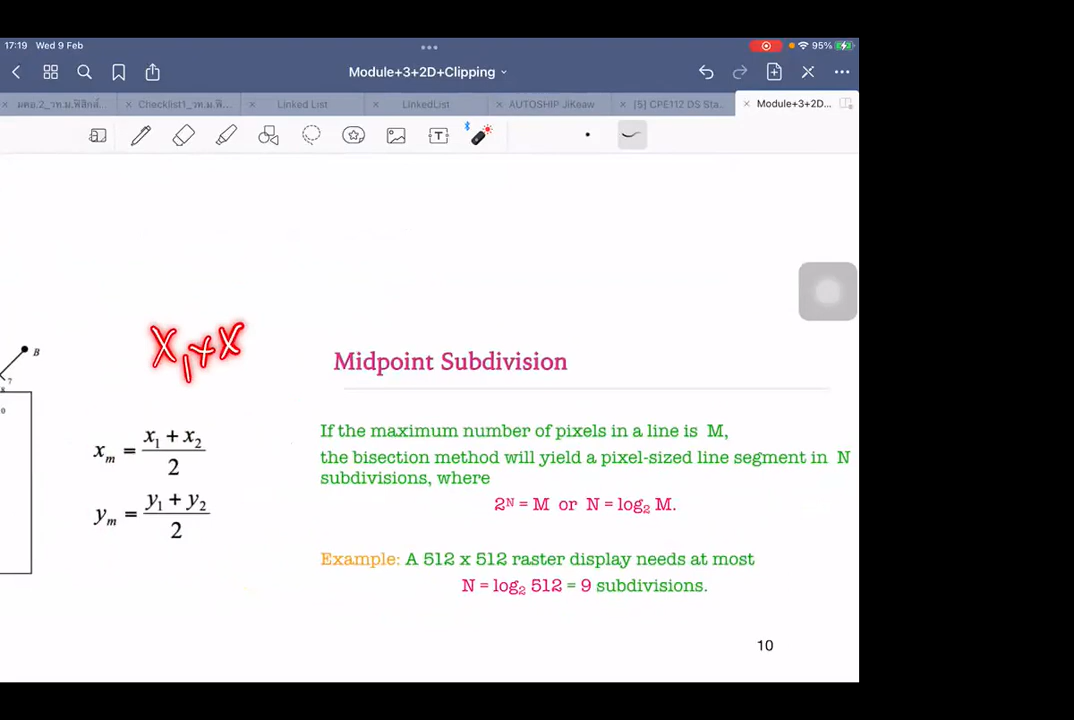 17:19 Wed 9 Feb
95%
Module+3+2D+Clipping
Checklist1_วท.ม.ฟิ...
Linked List
LinkedList
AUTOSHIP JiKeaw
[5] CPE112 DS Sta...
Module+3+2D...
X₁+X
B
7
8
0
xₘ = (x₁ + x₂) / 2
yₘ = (y₁ + y₂) / 2
Midpoint Subdivision
If the maximum number of pixels in a line is M,
the bisection method will yield a pixel-sized line segment in N
subdivisions, where
2ᴺ = M or N = log₂ M.
Example: A 512 x 512 raster display needs at most
N = log₂ 512 = 9 subdivisions.
10